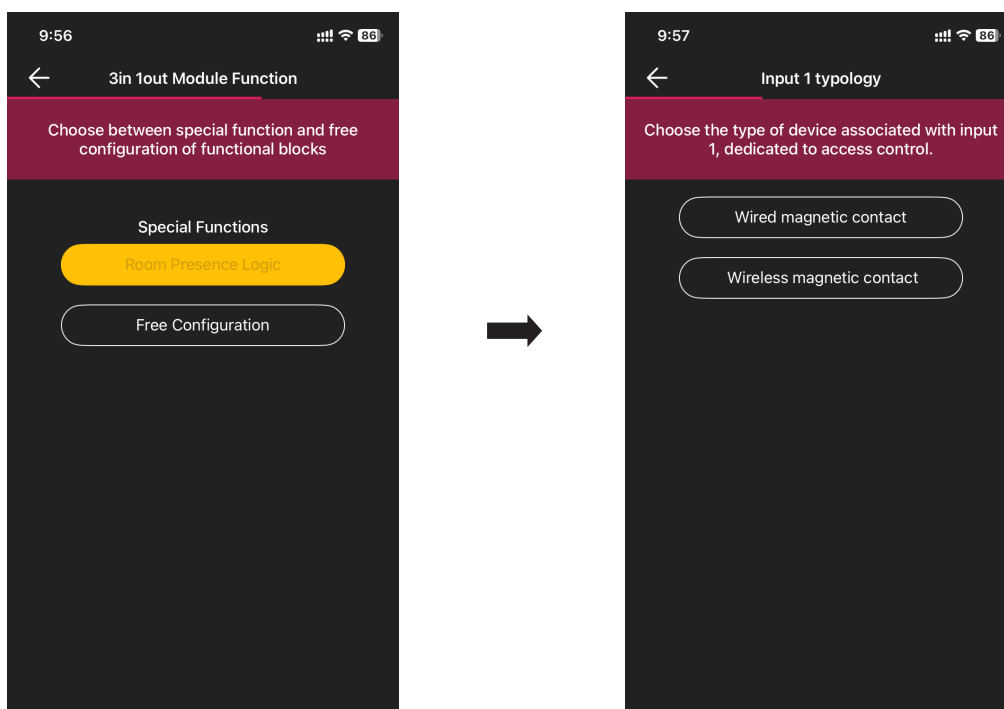 9:56
86
3in 1out Module Function
Choose between special function and free
configuration of functional blocks
Special Functions
Room Presence Logic
Free Configuration
9:57
86
Input 1 typology
Choose the type of device associated with input
1, dedicated to access control.
Wired magnetic contact
Wireless magnetic contact